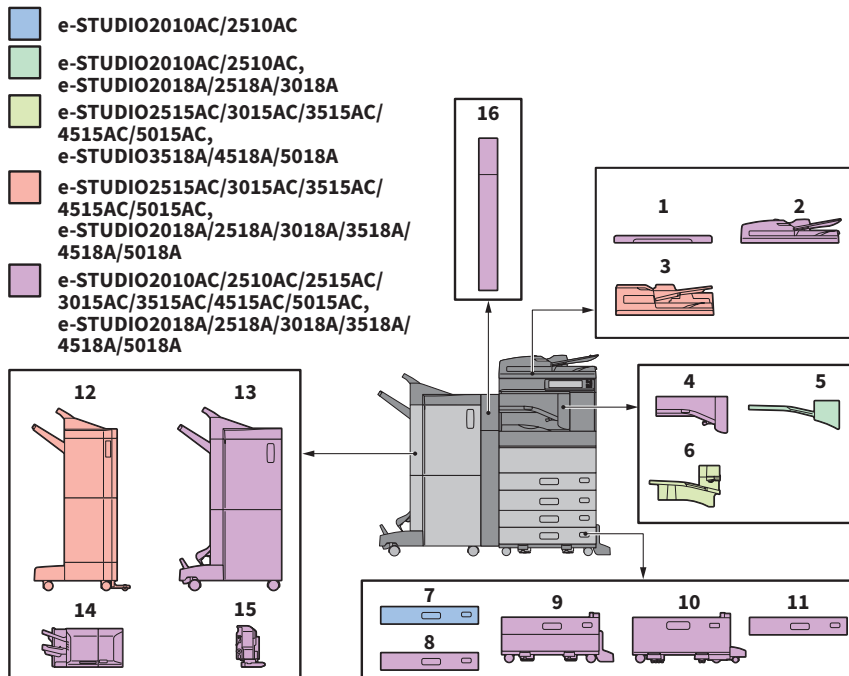 e-STUDIO2010AC/2510AC
e-STUDIO2010AC/2510AC,
e-STUDIO2018A/2518A/3018A
e-STUDIO2515AC/3015AC/3515AC/
4515AC/5015AC,
e-STUDIO3518A/4518A/5018A
e-STUDIO2515AC/3015AC/3515AC/
4515AC/5015AC,
e-STUDIO2018A/2518A/3018A/3518A/
4518A/5018A
e-STUDIO2010AC/2510AC/2515AC/
3015AC/3515AC/4515AC/5015AC,
e-STUDIO2018A/2518A/3018A/3518A/
4518A/5018A
16
1 2
3
4 5
6
12 13
14 15
7 9 10 11
8